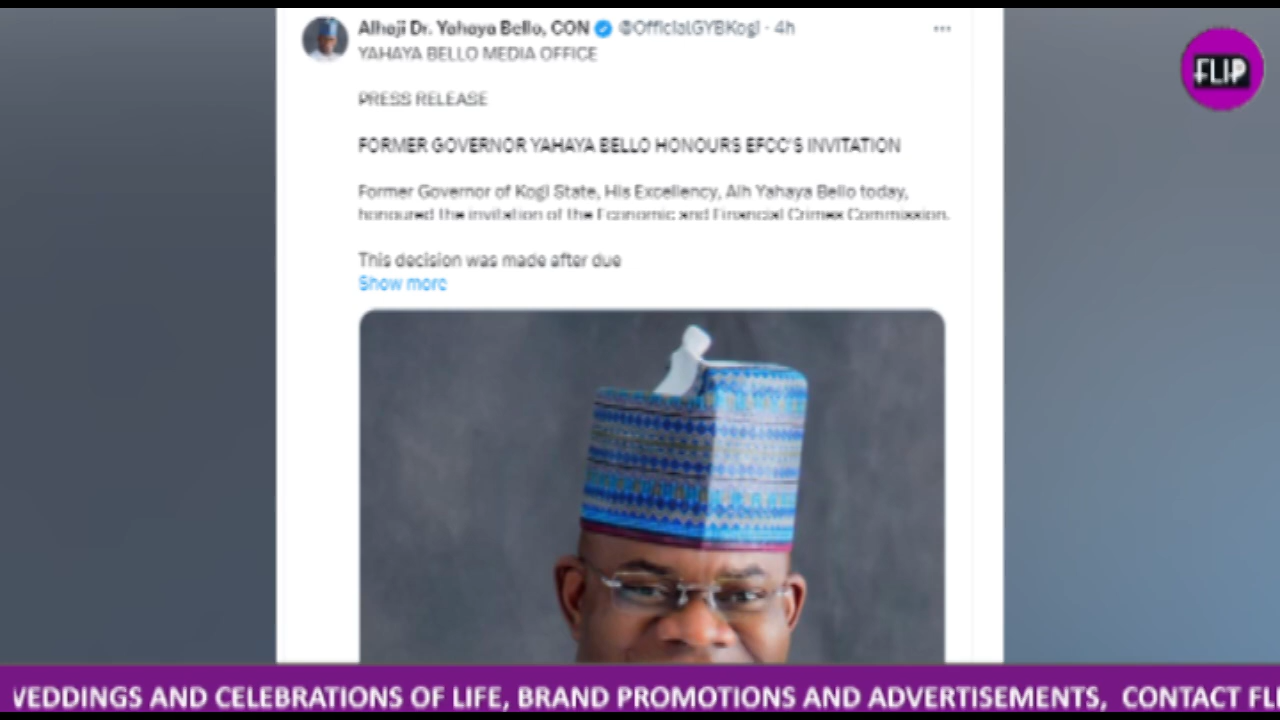 Alhaji Dr. Yahaya Bello, CON @OfficialGYBKogi · 4h
YAHAYA BELLO MEDIA OFFICE
PRESS RELEASE
FORMER GOVERNOR YAHAYA BELLO HONOURS EFCC'S INVITATION
Former Governor of Kogi State, His Excellency, Alh Yahaya Bello today,
honoured the invitation of the Economic and Financial Crimes Commission.
This decision was made after due
Show more
FLIP
WEDDINGS AND CELEBRATIONS OF LIFE, BRAND PROMOTIONS AND ADVERTISEMENTS, CONTACT FLI